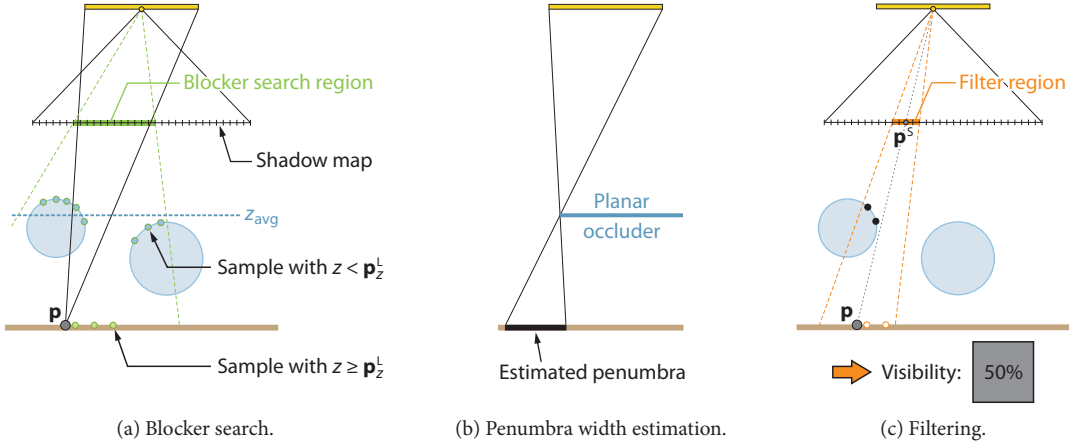 Blocker search region
Shadow map
z_avg
Sample with z < p_z^L
p
Sample with z ≥ p_z^L
(a) Blocker search.
Planar
occluder
Estimated penumbra
(b) Penumbra width estimation.
Filter region
p^S
p
Visibility: 50%
(c) Filtering.